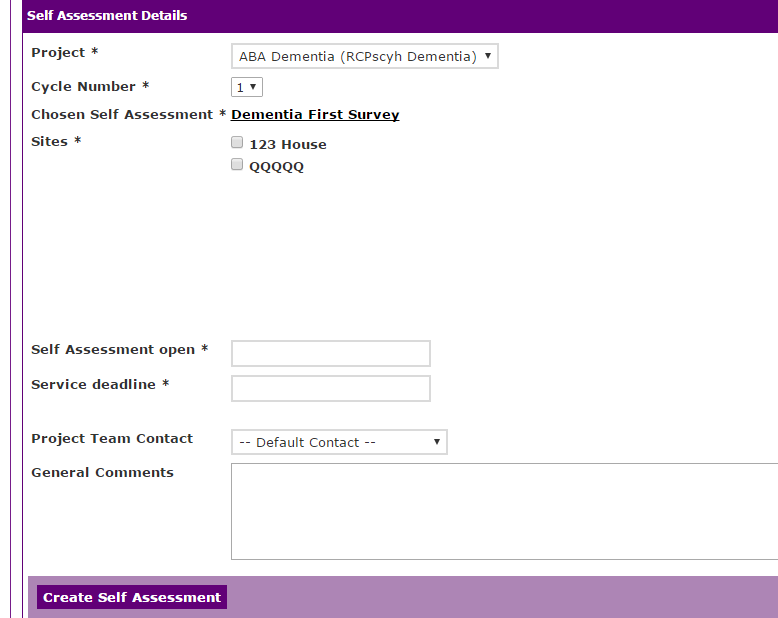 Self Assessment Details
Project * ABA Dementia (RCPscyh Dementia)
Cycle Number * 1
Chosen Self Assessment * Dementia First Survey
Sites * 123 House
QQQQQ
Self Assessment open *
Service deadline *
Project Team Contact -- Default Contact --
General Comments
Create Self Assessment